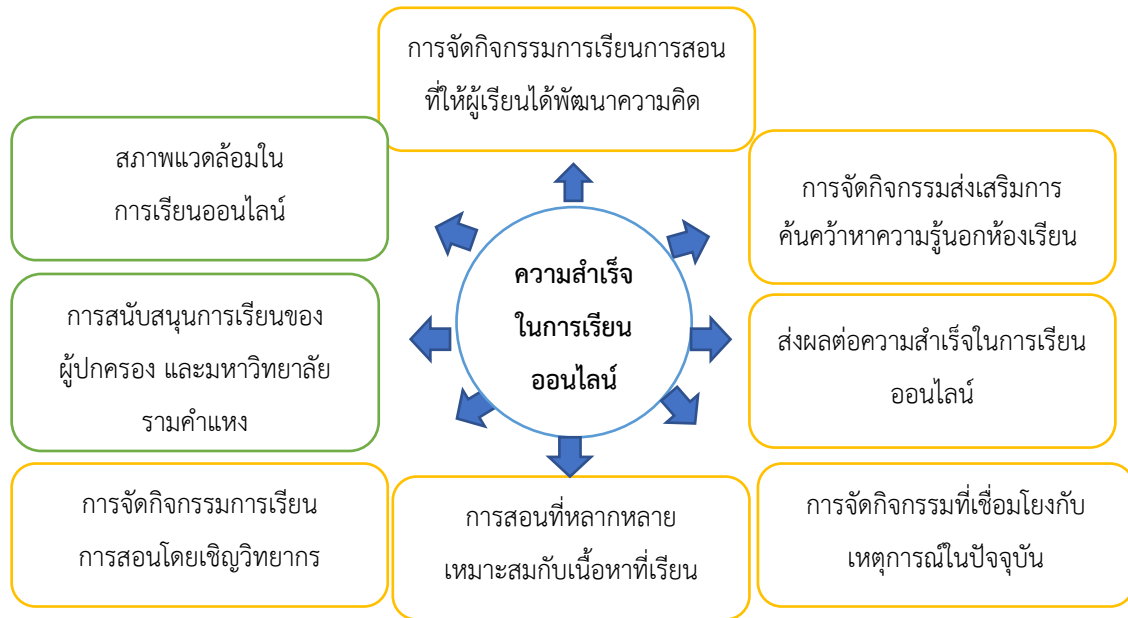 การจัดกิจกรรมการเรียนการสอน
ที่ให้ผู้เรียนได้พัฒนาความคิด
สภาพแวดล้อมใน
การเรียนออนไลน์
การจัดกิจกรรมส่งเสริมการ
ค้นคว้าหาความรู้นอกห้องเรียน
ความสำเร็จ
ในการเรียน
ออนไลน์
การสนับสนุนการเรียนของ
ผู้ปกครอง และมหาวิทยาลัย
รามคำแหง
ส่งผลต่อความสำเร็จในการเรียน
ออนไลน์
การจัดกิจกรรมการเรียน
การสอนโดยเชิญวิทยากร
การสอนที่หลากหลาย
เหมาะสมกับเนื้อหาที่เรียน
การจัดกิจกรรมที่เชื่อมโยงกับ
เหตุการณ์ในปัจจุบัน